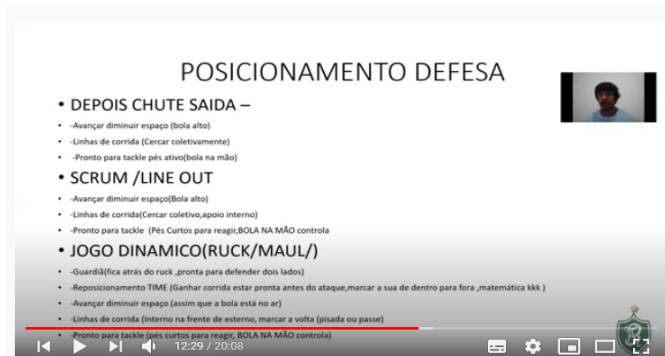 POSICIONAMENTO DEFESA
• DEPOIS CHUTE SAIDA –
• -Avançar diminuir espaço (bola alto)
• -Linhas de corrida (Cercar coletivamente)
• -Pronto para tackle pés ativo(bola na mão)
• SCRUM /LINE OUT
• -Avançar diminuir espaço(Bola alto)
• -Linhas de corrida(Cercar coletivo,apoio interno)
• -Pronto para tackle (Pés Curtos para reagir,BOLA NA MÃO controla
• JOGO DINAMICO(RUCK/MAUL/)
• -Guardiã(fica atrás do ruck ,pronta para defender dois lados)
• -Reposicionamento TIME (Ganhar corrida estar pronta antes do ataque,marcar a sua de dentro para fora ,matemática kkk )
• -Avançar diminuir espaço (assim que a bola está no ar)
• -Linhas de corrida (Interno na frente de esterno, marcar a volta (pisada ou passe)
• -Pronto para tackle (pés curtos para reagir, BOLA NA MÃO controla)
12:29 / 20:08